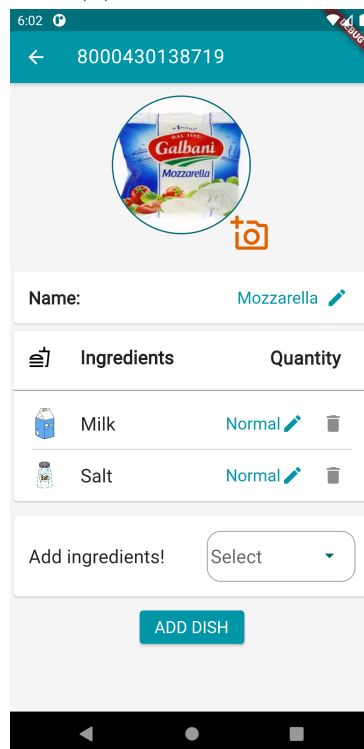 6:02
DEBUG
8000430138719
Galbani
Mozzarella
Name:
Mozzarella
Ingredients
Quantity
Milk
Normal
Salt
Normal
Add ingredients!
Select
ADD DISH